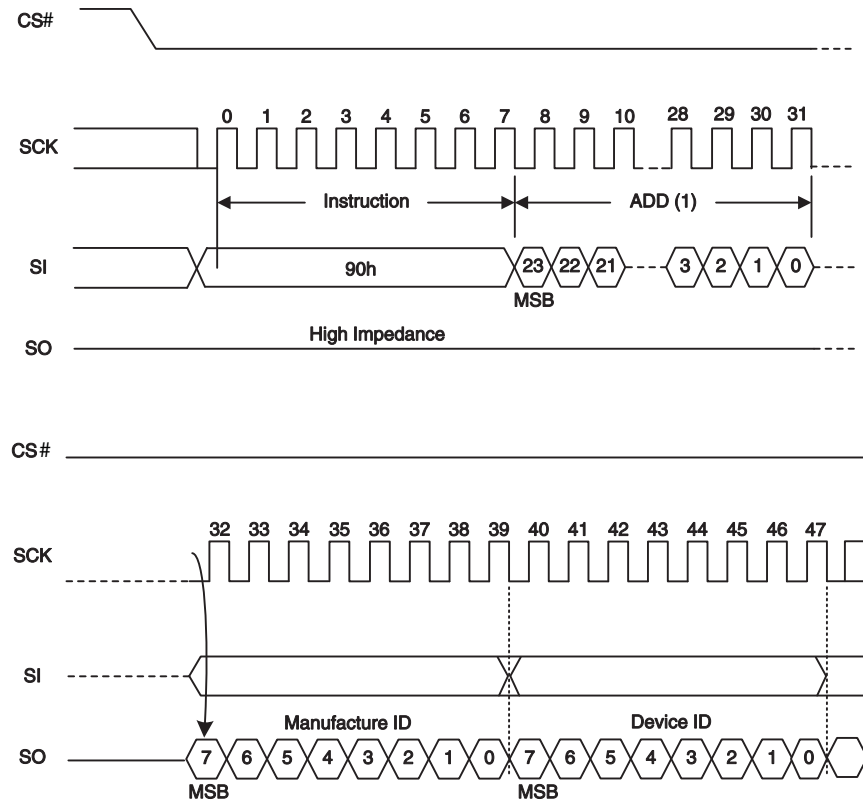 CS#
0 1 2 3 4 5 6 7 8 9 10 28 29 30 31
SCK
Instruction ADD (1)
SI 90h 23 22 21 3 2 1 0
MSB
High Impedance
SO
CS#
32 33 34 35 36 37 38 39 40 41 42 43 44 45 46 47
SCK
SI
Manufacture ID Device ID
SO 7 6 5 4 3 2 1 0 7 6 5 4 3 2 1 0
MSB MSB